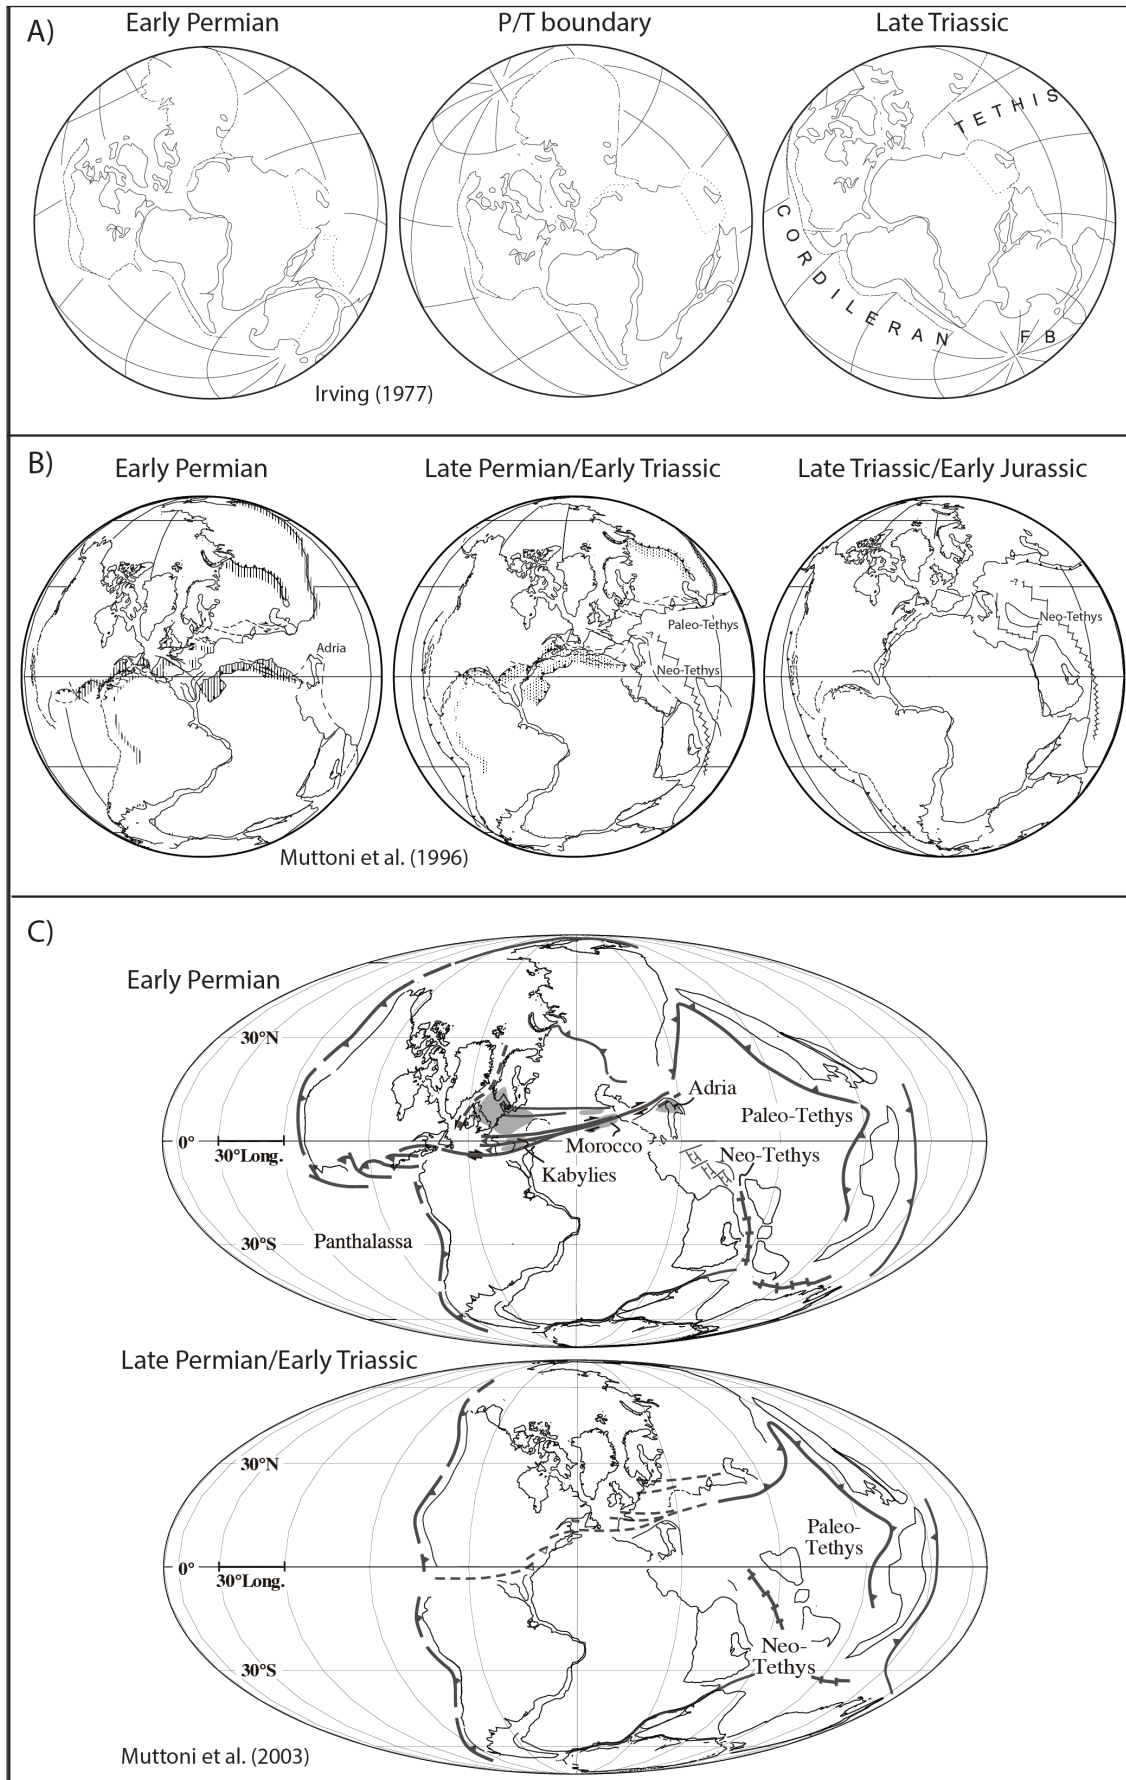 A)
Early Permian
P/T boundary
Late Triassic
TETHIS
CORDILERAN
F B
Irving (1977)
B)
Early Permian
Late Permian/Early Triassic
Late Triassic/Early Jurassic
Adria
Paleo-Tethys
-?
Neo-Tethys
-?
Neo-Tethys
Muttoni et al. (1996)
C)
Early Permian
30°N
Adria
Paleo-Tethys
0°
30°Long.
Morocco
Neo-Tethys
Kabylies
Panthalassa
30°S
Late Permian/Early Triassic
30°N
Paleo-
Tethys
0°
30°Long.
Neo-
Tethys
30°S
Muttoni et al. (2003)